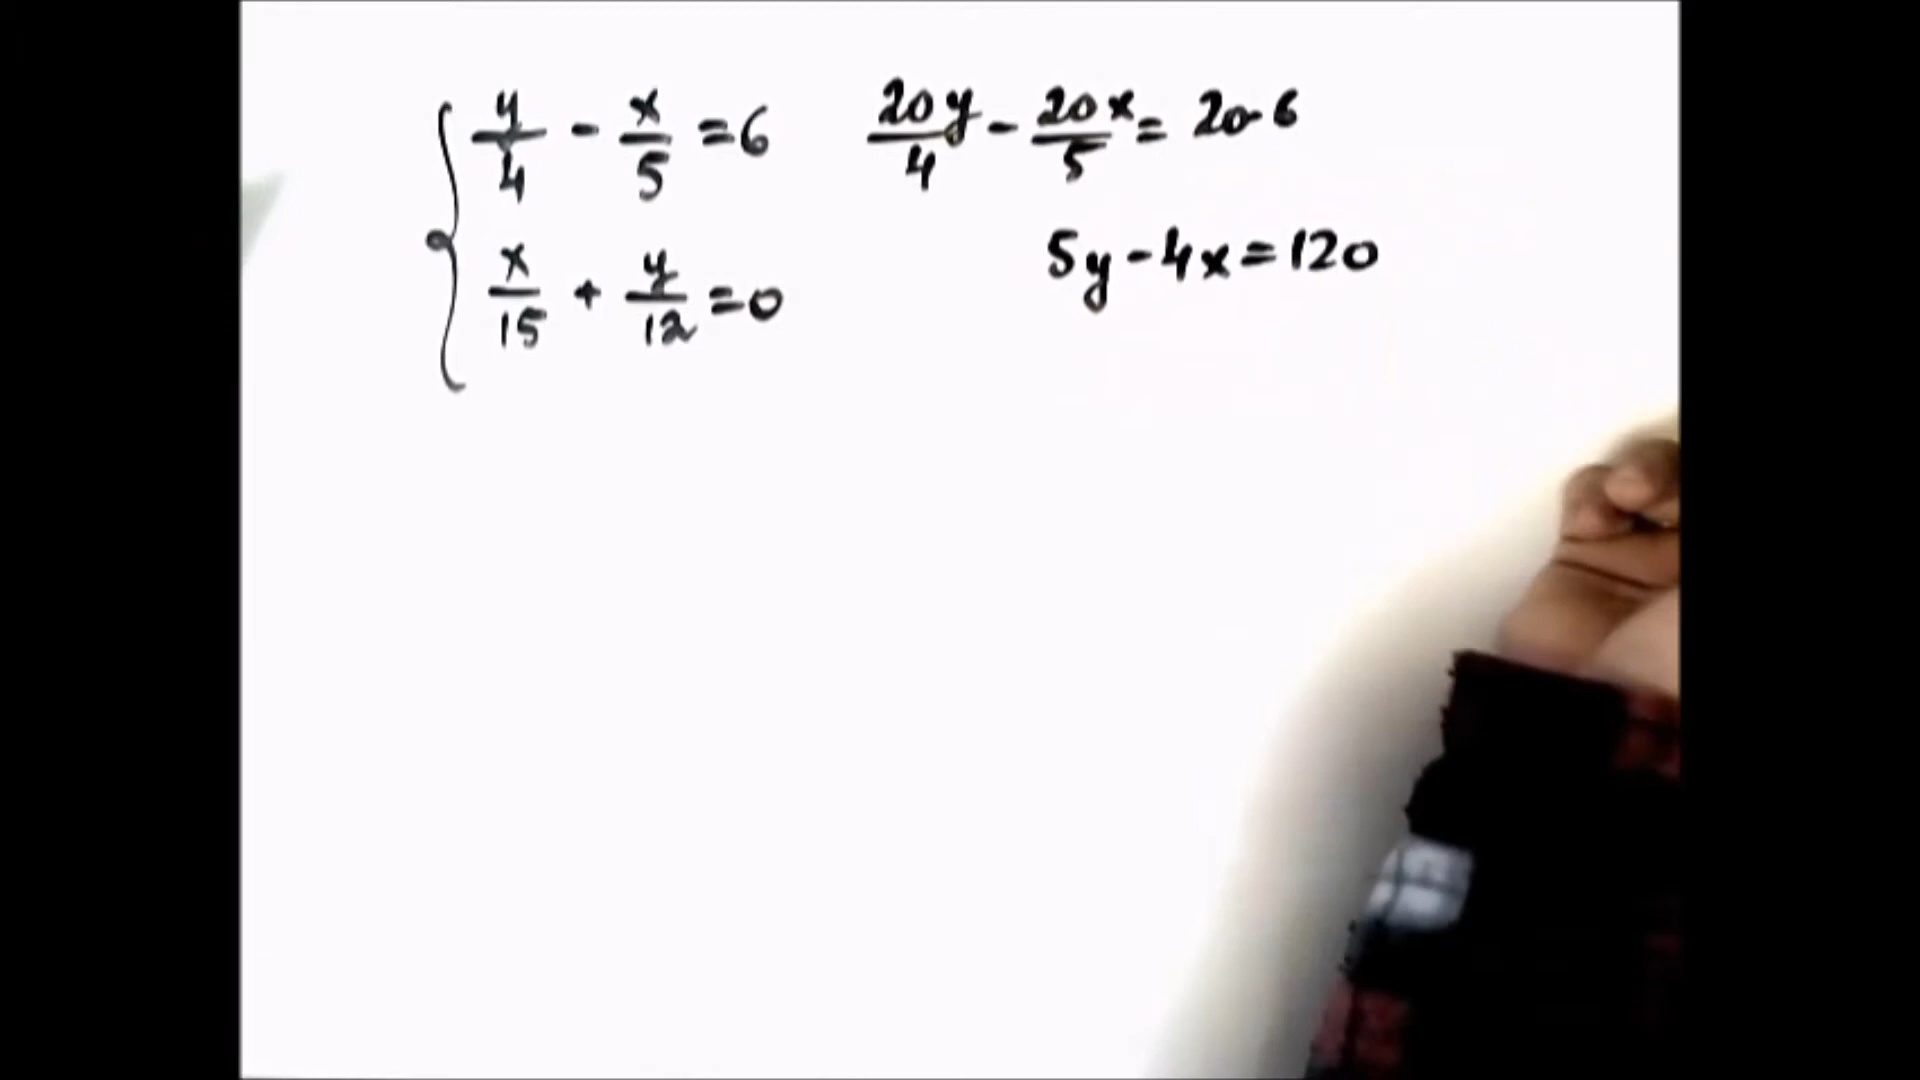 y/4 - x/5 = 6
x/15 + y/12 = 0
20y/4 - 20x/5 = 20·6
5y - 4x = 120